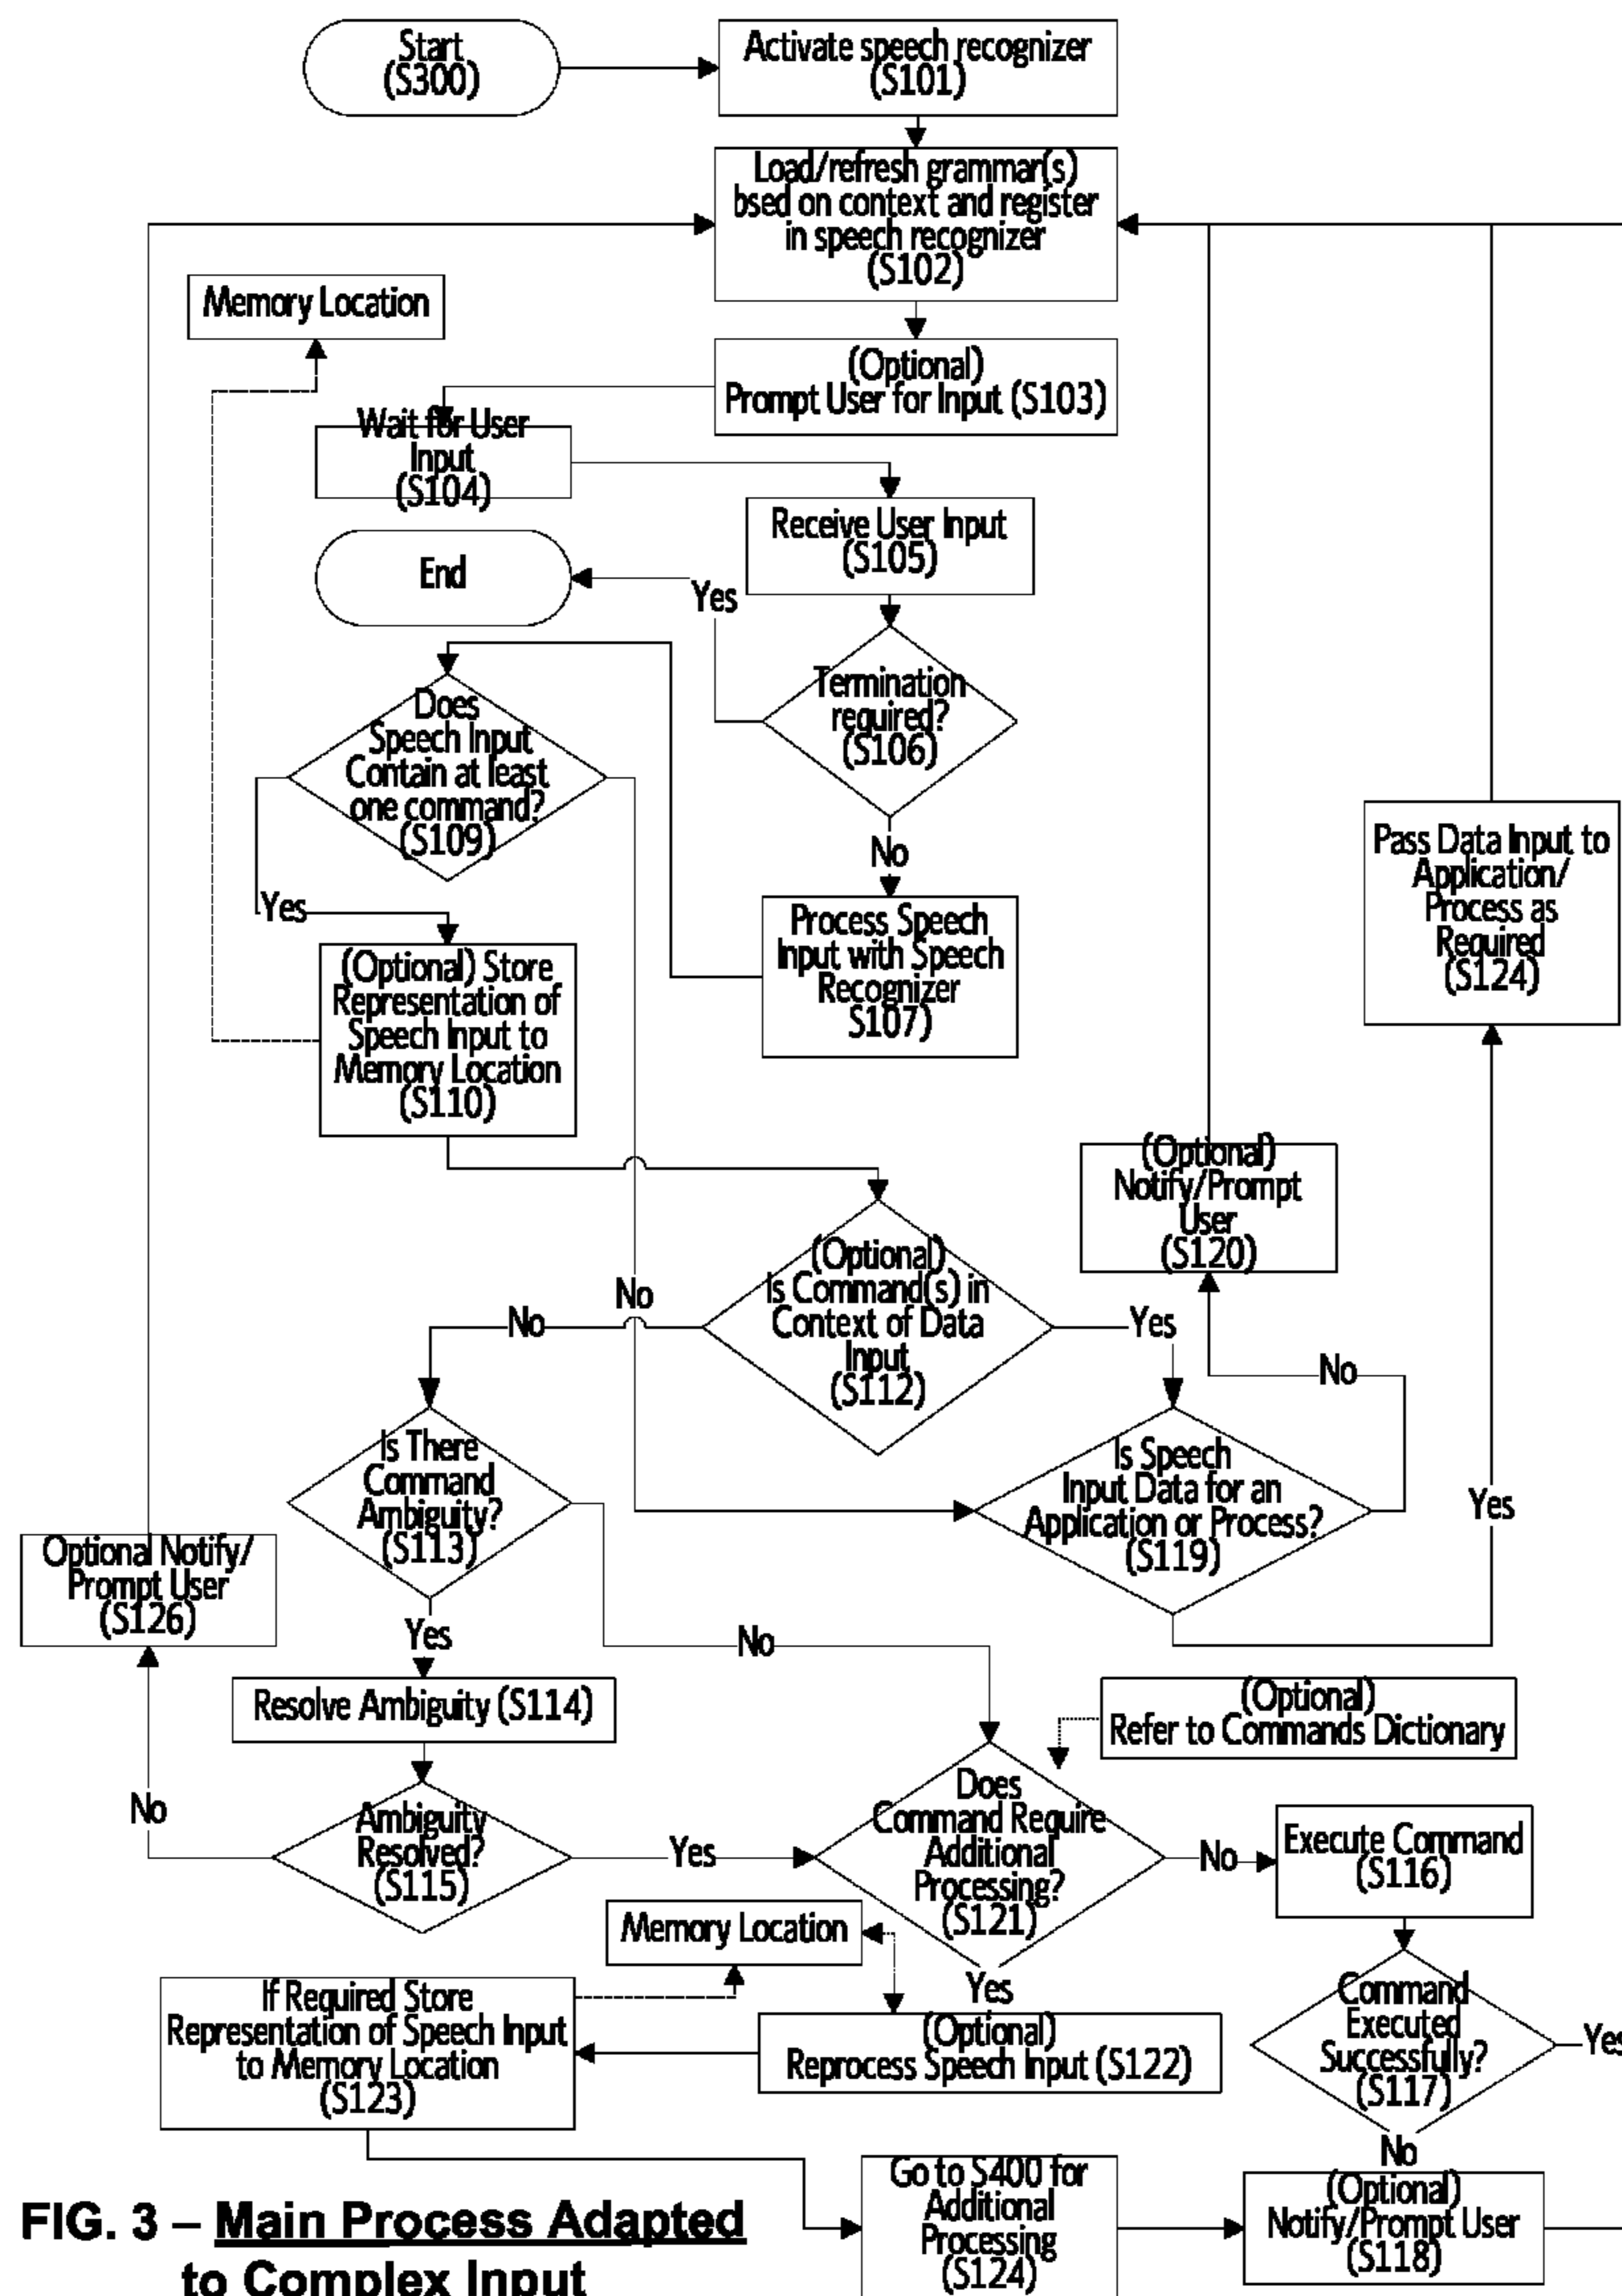 Start
(S300)
Activate speech recognizer
(S101)
Load/refresh grammar(s)
bsed on context and register
in speech recognizer
(S102)
Memory Location
(Optional)
Prompt User for Input (S103)
Wait for User
Input
(S104)
Receive User Input
(S105)
End
Yes
Termination
required?
(S106)
Does
Speech Input
Contain at least
one command?
(S109)
No
Yes
Process Speech
Input with Speech
Recognizer
S107)
Pass Data Input to
Application/
Process as
Required
(S124)
(Optional) Store
Representation of
Speech Input to
Memory Location
(S110)
(Optional)
Notify/Prompt
User
(S120)
(Optional)
Is Command(s) in
Context of Data
Input
(S112)
No
No
Yes
No
Is There
Command
Ambiguity?
(S113)
Is Speech
Input Data for an
Application or Process?
(S119)
Yes
Optional Notify/
Prompt User
(S126)
Yes
No
Resolve Ambiguity (S114)
(Optional)
Refer to Commands Dictionary
No
Ambiguity
Resolved?
(S115)
Yes
Does
Command Require
Additional
Processing?
(S121)
No
Execute Command
(S116)
Memory Location
Yes
If Required Store
Representation of Speech Input
to Memory Location
(S123)
(Optional)
Reprocess Speech Input (S122)
Command
Executed
Successfully?
(S117)
Yes
No
Go to S400 for
Additional
Processing
(S124)
(Optional)
Notify/Prompt User
(S118)
FIG. 3 – Main Process Adapted
to Complex Input